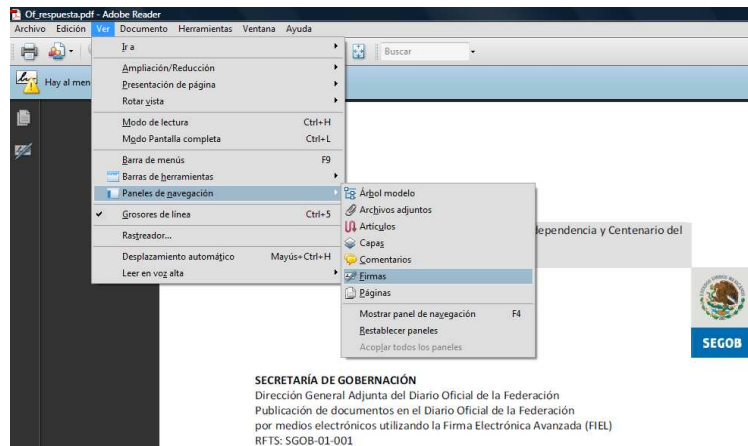 Of_respuesta.pdf - Adobe Reader
Archivo Edición Ver Documento Herramientas Ventana Ayuda
Buscar
Hay al men
Ir a
Ampliación/Reducción
Presentación de página
Rotar vista
Modo de lectura Ctrl+H
Modo Pantalla completa Ctrl+L
Barra de menús F9
Barras de herramientas
Paneles de navegación
Grosores de línea Ctrl+5
Rastreador...
Desplazamiento automático Mayús+Ctrl+H
Leer en voz alta
Árbol modelo
Archivos adjuntos
Artículos
Capas
Comentarios
Firmas
Páginas
Mostrar panel de navegación F4
Restablecer paneles
Acoplar todos los paneles
dependencia y Centenario del
SEGOB
SECRETARÍA DE GOBERNACIÓN
Dirección General Adjunta del Diario Oficial de la Federación
Publicación de documentos en el Diario Oficial de la Federación
por medios electrónicos utilizando la Firma Electrónica Avanzada (FIEL)
RFTS: SGOB-01-001